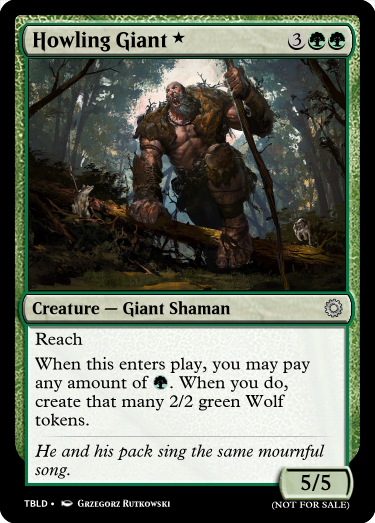 Howling Giant ★ 3
Creature — Giant Shaman
Reach
When this enters play, you may pay
any amount of . When you do,
create that many 2/2 green Wolf
tokens.
He and his pack sing the same mournful
song.
5/5
TBLD • Grzegorz Rutkowski
(NOT FOR SALE)